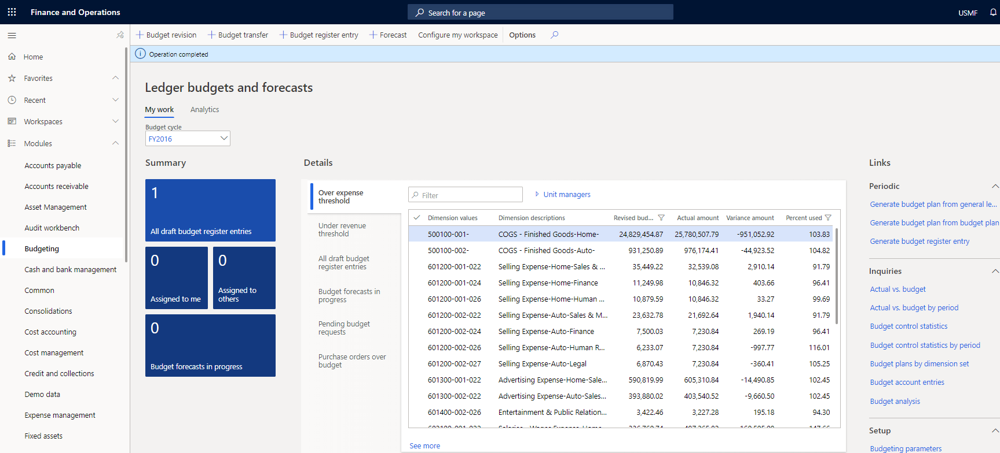 Finance and Operations
Search for a page
USMF
Budget revision
Budget transfer
Budget register entry
Forecast
Configure my workspace
Options
Operation completed
Home
Favorites
Recent
Workspaces
Modules
Accounts payable
Accounts receivable
Asset Management
Audit workbench
Budgeting
Cash and bank management
Common
Consolidations
Cost accounting
Cost management
Credit and collections
Demo data
Expense management
Fixed assets
Ledger budgets and forecasts
My work Analytics
Budget cycle
FY2016
Summary
1
All draft budget register entries
0
Assigned to me
0
Assigned to
others
0
Budget forecasts in progress
Details
Over expense
threshold
Under revenue
threshold
All draft budget
register entries
Budget forecasts in
progress
Pending budget
requests
Purchase orders over
budget
Filter
Unit managers
Dimension values Dimension descriptions Revised bud... Actual amount Variance amount Percent used
500100-001- COGS - Finished Goods-Home- 24,829,454.87 25,780,507.79 -951,052.92 103.83
500100-002- COGS - Finished Goods-Auto- 931,250.89 976,174.41 -44,923.52 104.82
601200-001-022 Selling Expense-Home-Sales & ... 35,449.22 32,539.08 2,910.14 91.79
601200-001-024 Selling Expense-Home-Finance 11,249.98 10,846.32 403.66 96.41
601200-001-026 Selling Expense-Home-Human ... 10,879.59 10,846.32 33.27 99.69
601200-002-022 Selling Expense-Auto-Sales & M... 23,632.78 21,692.64 1,940.14 91.79
601200-002-024 Selling Expense-Auto-Finance 7,500.03 7,230.84 269.19 96.41
601200-002-026 Selling Expense-Auto-Human R... 6,233.07 7,230.84 -997.77 116.01
601200-002-027 Selling Expense-Auto-Legal 6,870.43 7,230.84 -360.41 105.25
601300-001-022 Advertising Expense-Home-Sale... 590,819.99 605,310.84 -14,490.85 102.45
601300-002-022 Advertising Expense-Auto-Sales... 393,880.02 403,540.52 -9,660.50 102.45
601400-002-026 Entertainment & Public Relation... 3,422.46 3,227.28 195.18 94.30
See more
Links
Periodic
Generate budget plan from general le...
Generate budget plan from budget plan
Generate budget register entry
Inquiries
Actual vs. budget
Actual vs. budget by period
Budget control statistics
Budget control statistics by period
Budget plans by dimension set
Budget account entries
Budget analysis
Setup
Budgeting parameters